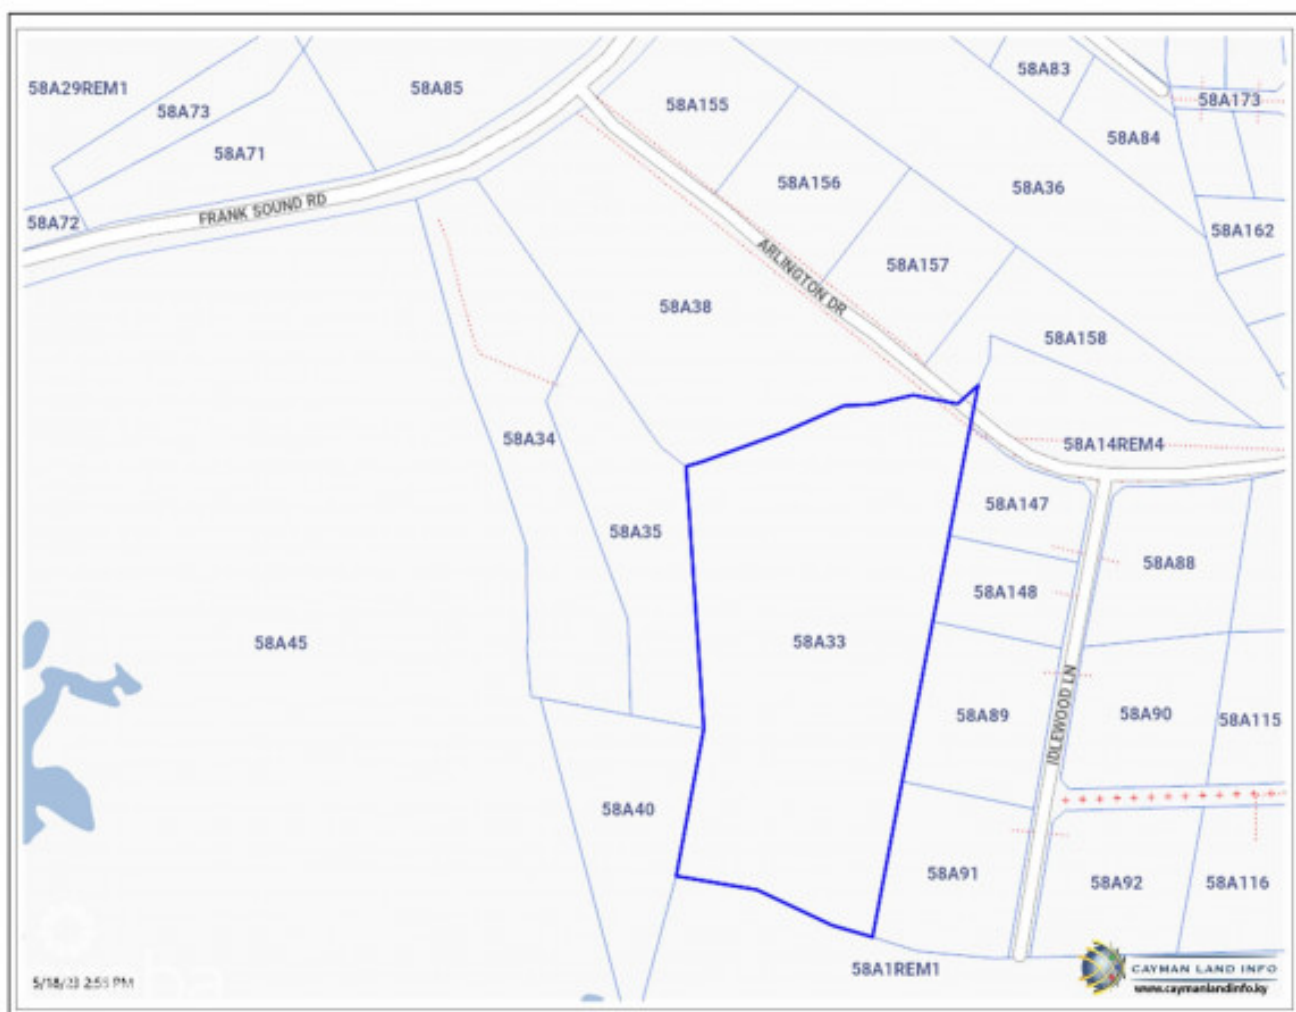 58A29REM1
58A73
58A85
58A71
58A72
FRANK SOUND RD
58A155
58A83
58A173
58A84
58A156
58A36
58A162
58A157
ARLINGTON DR
58A38
58A158
58A34
58A14REM4
58A147
58A35
58A88
58A148
58A45
58A33
58A89
58A90
58A115
IDLEWOOD LN
58A40
58A91
58A92
58A116
58A1REM1
CAYMAN LAND INFO
www.caymanlandinfo.ky